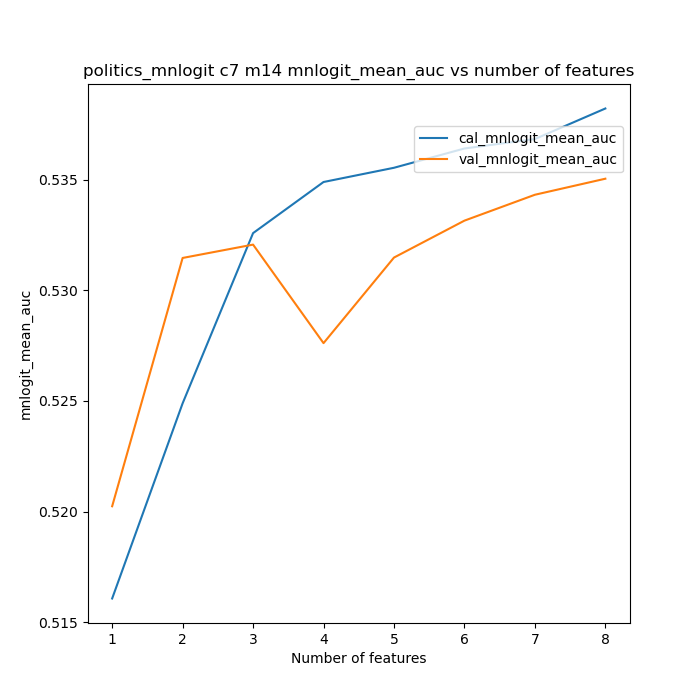 politics_mnlogit c7 m14 mnlogit_mean_auc vs number of features
cal_mnlogit_mean_auc
val_mnlogit_mean_auc
mnlogit_mean_auc
0.535
0.530
0.525
0.520
0.515
1 2 3 4 5 6 7 8
Number of features